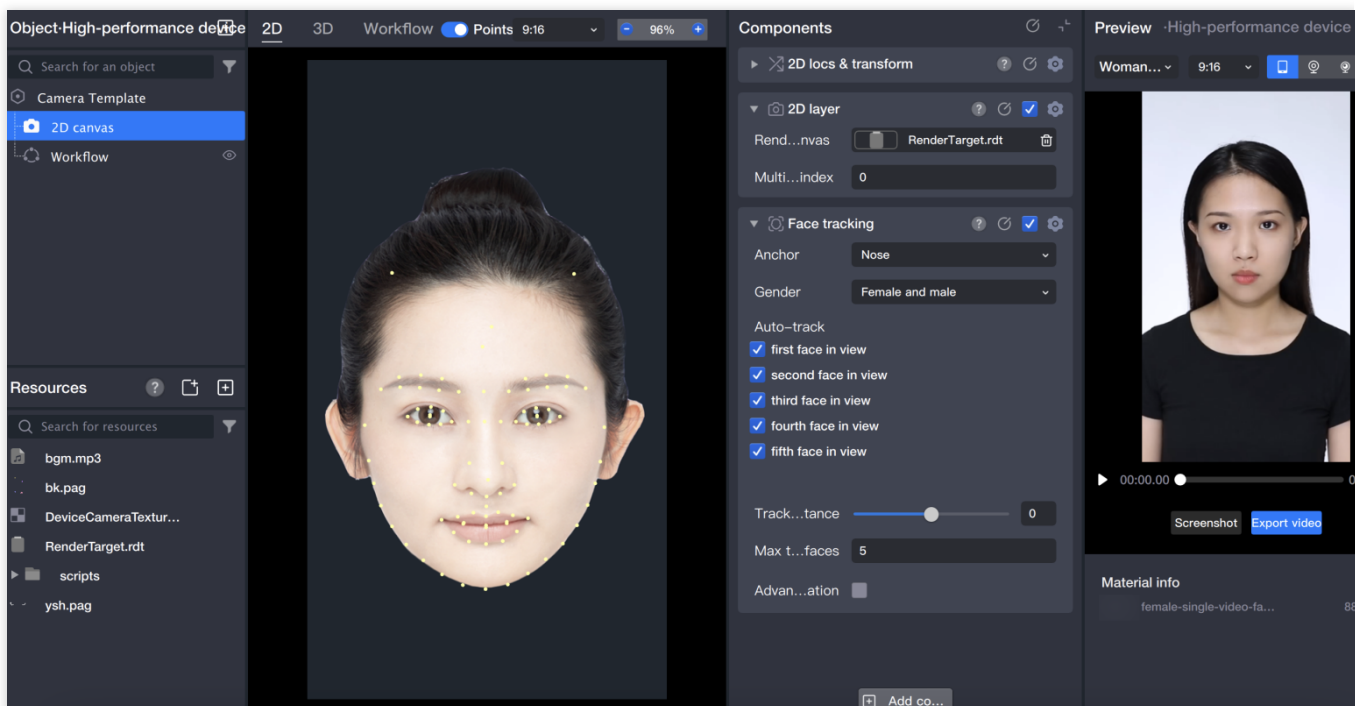 Object·High-performance device
Search for an object
Camera Template
2D canvas
Workflow
Resources
Search for resources
bgm.mp3
bk.pag
DeviceCameraTextur...
RenderTarget.rdt
scripts
ysh.pag
2D 3D Workflow Points 9:16 96%
Components
2D locs & transform
2D layer
Rend...nvas RenderTarget.rdt
Multi...index 0
Face tracking
Anchor Nose
Gender Female and male
Auto-track
first face in view
second face in view
third face in view
fourth face in view
fifth face in view
Track...tance 0
Max t...faces 5
Advan...ation
Add co...
Preview ·High-performance device
Woman... 9:16
00:00.00 0
Screenshot Export video
Material info
female-single-video-fa... 88